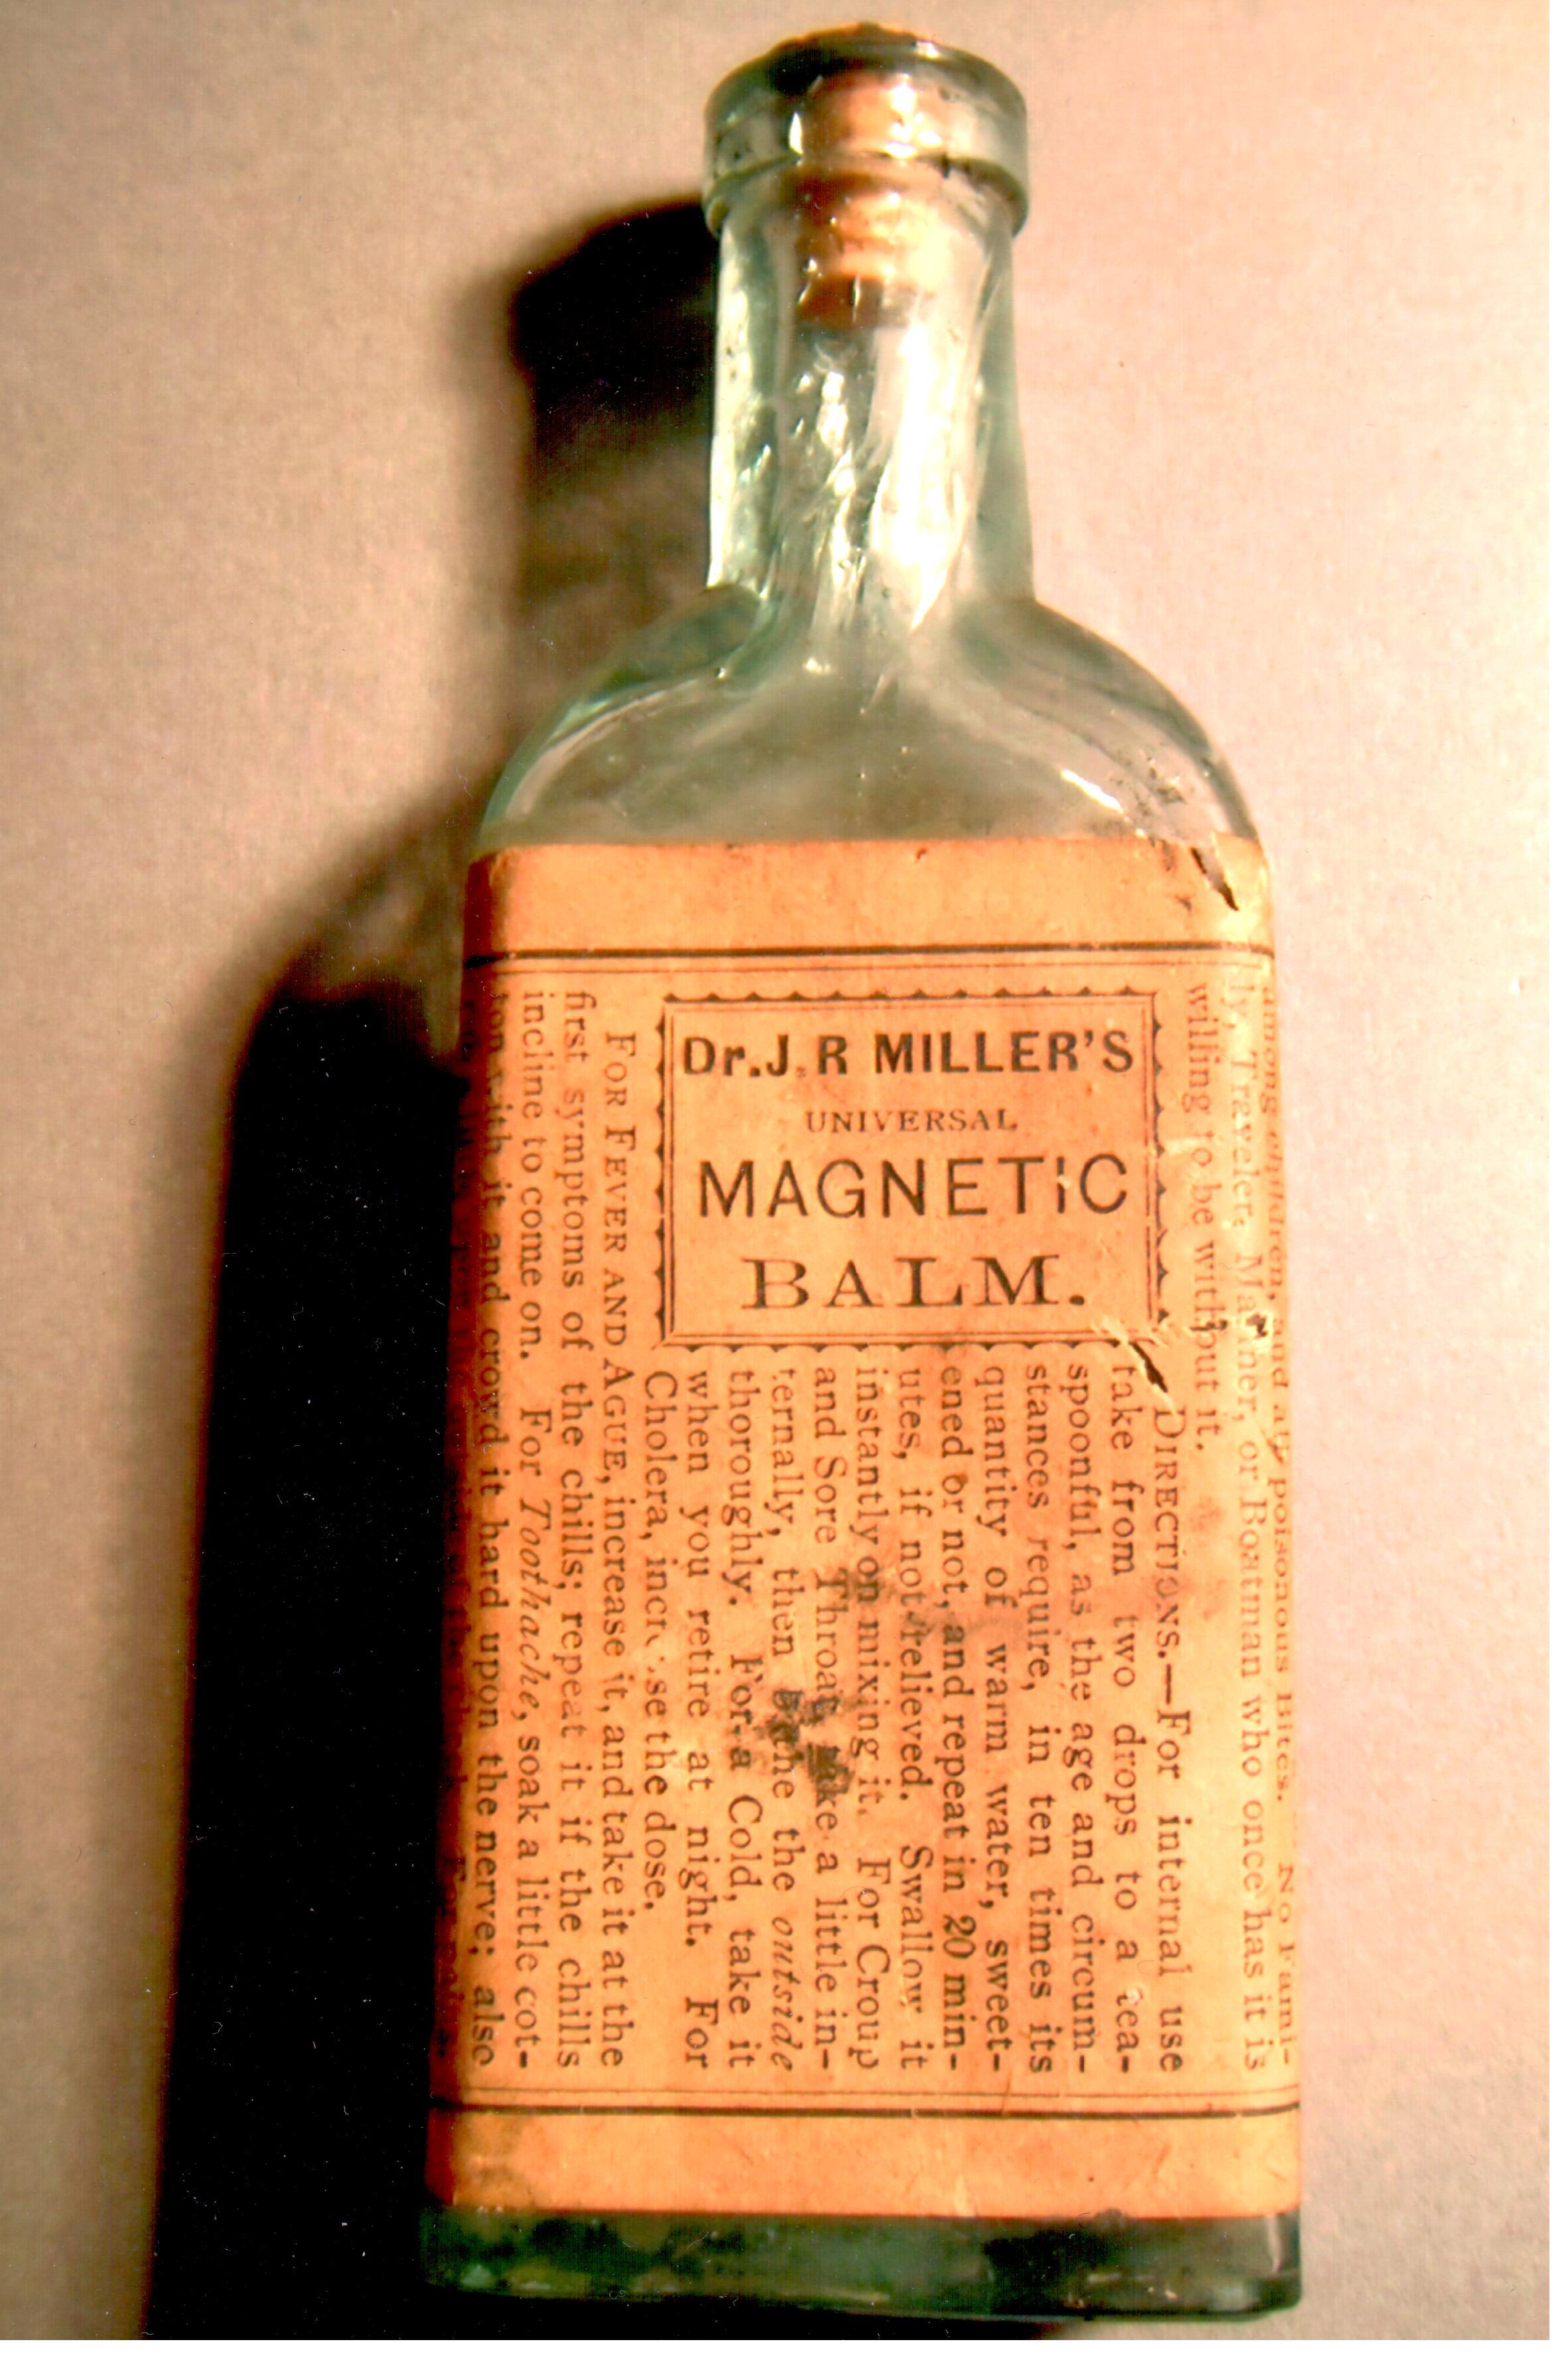 Dr. J. R MILLER'S
UNIVERSAL
MAGNETIC
BALM.
among children, and all poisonous Bites. No Fami-
ly, Traveler, Mariner, or Boatman who once has it is
willing to be without it.
DIRECTIONS.—For internal use
take from two drops to a tea-
spoonful, as the age and circum-
stances require, in ten times its
quantity of warm water, sweet-
ened or not, and repeat in 20 min-
utes, if not relieved. Swallow it
instantly on mixing it. For Croup
and Sore Throat take a little in-
ternally, then the outside
thoroughly. For a Cold, take it
when you retire at night. For
Cholera, increase the dose.
FOR FEVER AND AGUE, increase it, and take it at the
first symptoms of the chills; repeat it if the chills
incline to come on. For Toothache, soak a little cot-
ton with it and crowd it hard upon the nerve; also